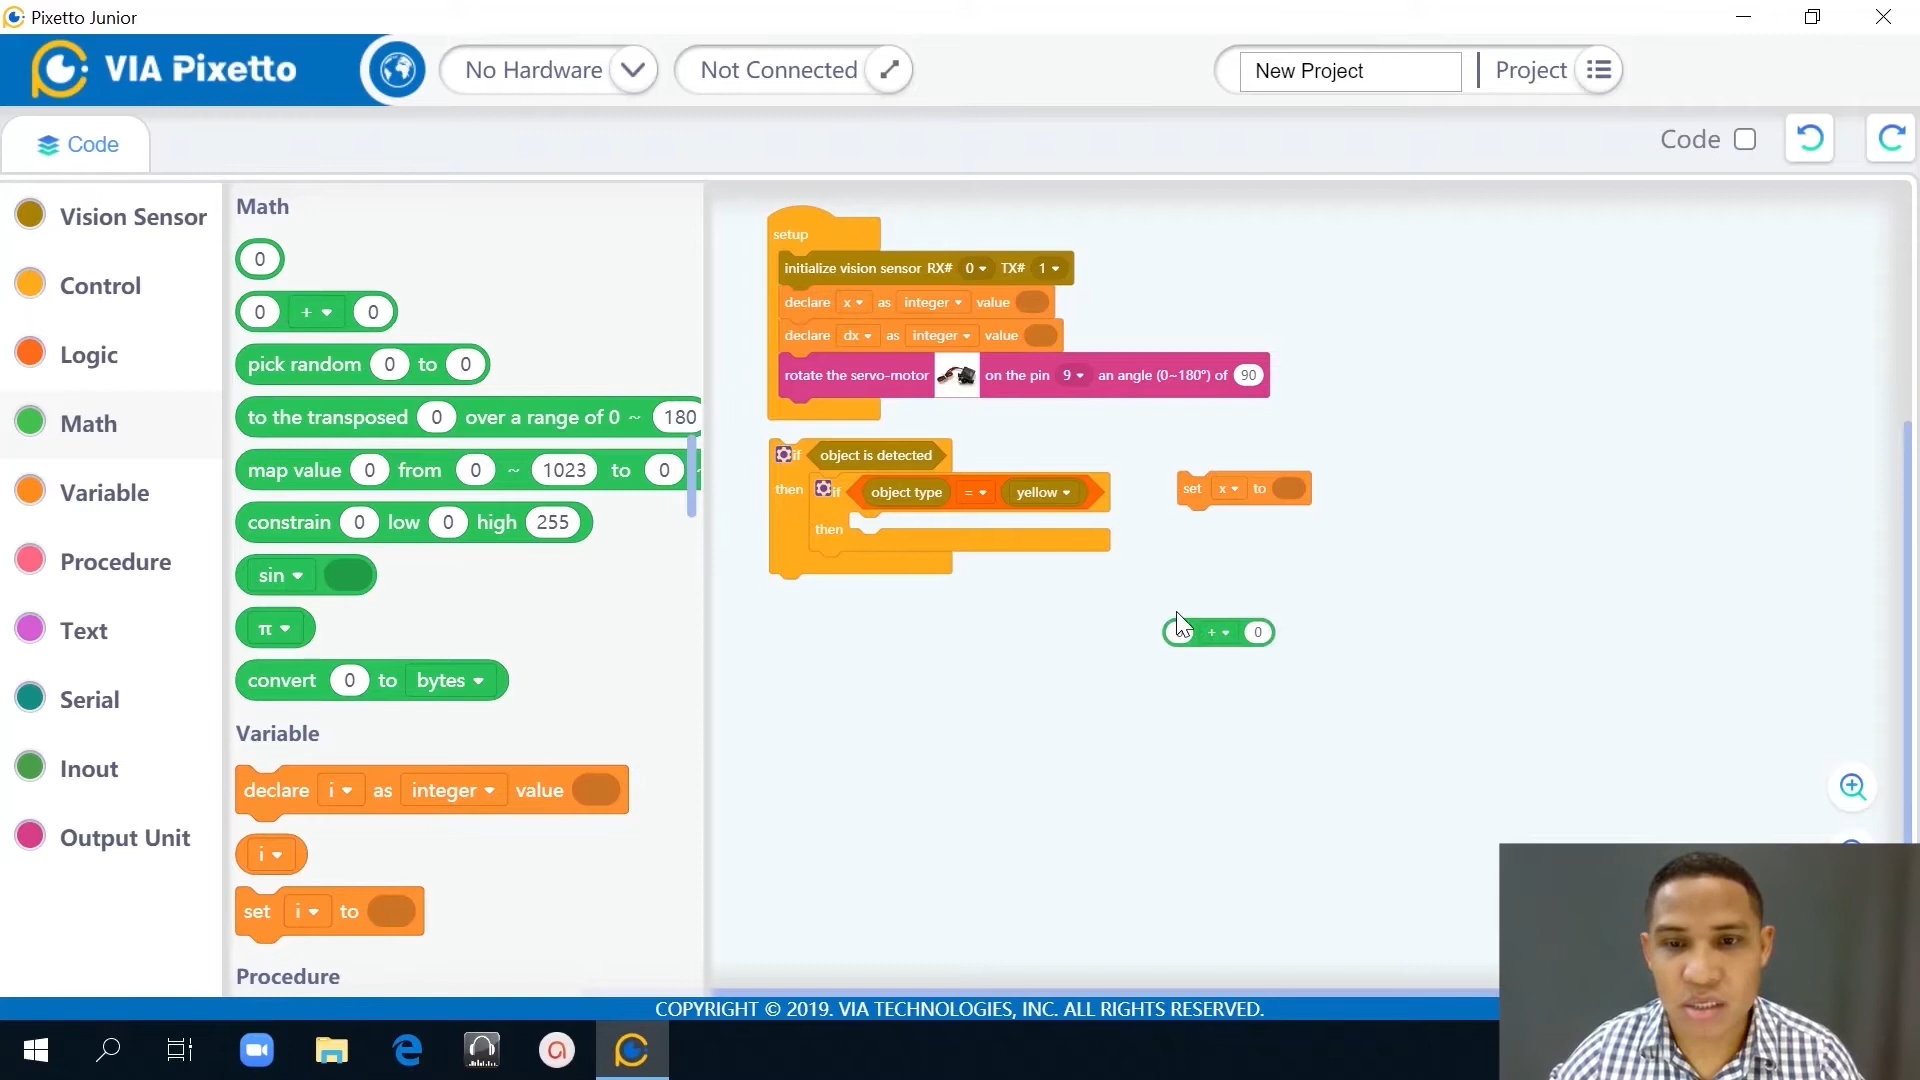 Pixetto Junior
VIA Pixetto
No Hardware
Not Connected
New Project
Project
Code
Code
Vision Sensor
Control
Logic
Math
Variable
Procedure
Text
Serial
Inout
Output Unit
Math
0
0 + 0
pick random 0 to 0
to the transposed 0 over a range of 0 ~ 180
map value 0 from 0 ~ 1023 to 0 ~
constrain 0 low 0 high 255
sin
π
convert 0 to bytes
Variable
declare i as integer value
i
set i to
Procedure
setup
initialize vision sensor RX# 0 TX# 1
declare x as integer value
declare dx as integer value
rotate the servo-motor on the pin 9 an angle (0~180°) of 90
if object is detected
then if object type = yellow
then
set x to
+ 0
COPYRIGHT © 2019. VIA TECHNOLOGIES, INC. ALL RIGHTS RESERVED.